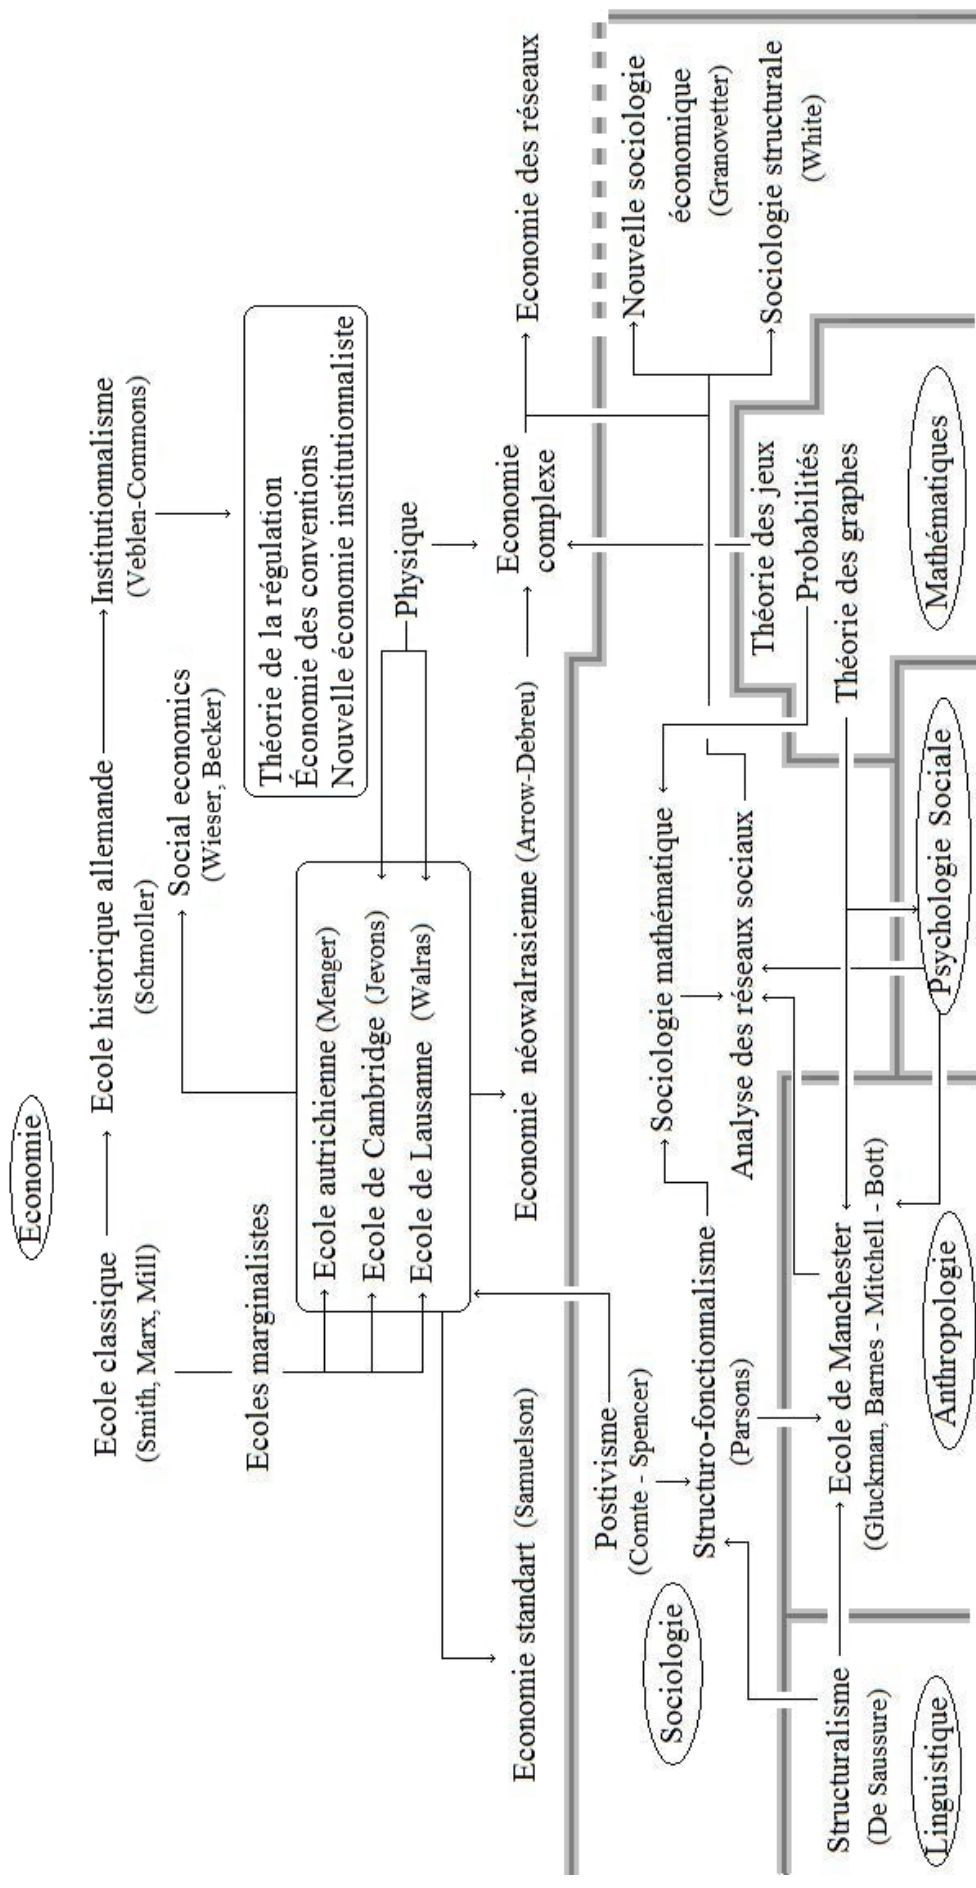 Economie
Ecole classique
(Smith, Marx, Mill)
Ecole historique allemande
(Schmoller)
Institutionnalisme
(Veblen-Commons)
Social economics
(Wieser, Becker)
Ecoles marginalistes
Ecole autrichienne (Menger)
Ecole de Cambridge (Jevons)
Ecole de Lausanne (Walras)
Théorie de la régulation
Économie des conventions
Nouvelle économie institutionnaliste
Physique
Economie standart (Samuelson)
Economie néowalrasienne (Arrow-Debreu)
Economie
complexe
Economie des réseaux
Sociologie
Postivisme
(Comte - Spencer)
Structuro-fonctionnalisme
(Parsons)
Sociologie mathématique
Analyse des réseaux sociaux
Nouvelle sociologie
économique
(Granovetter)
Sociologie structurale
(White)
Théorie des jeux
Probabilités
Théorie des graphes
Mathématiques
Structuralisme
(De Saussure)
Linguistique
Ecole de Manchester
(Gluckman, Barnes - Mitchell - Bott)
Anthropologie
Psychologie Sociale